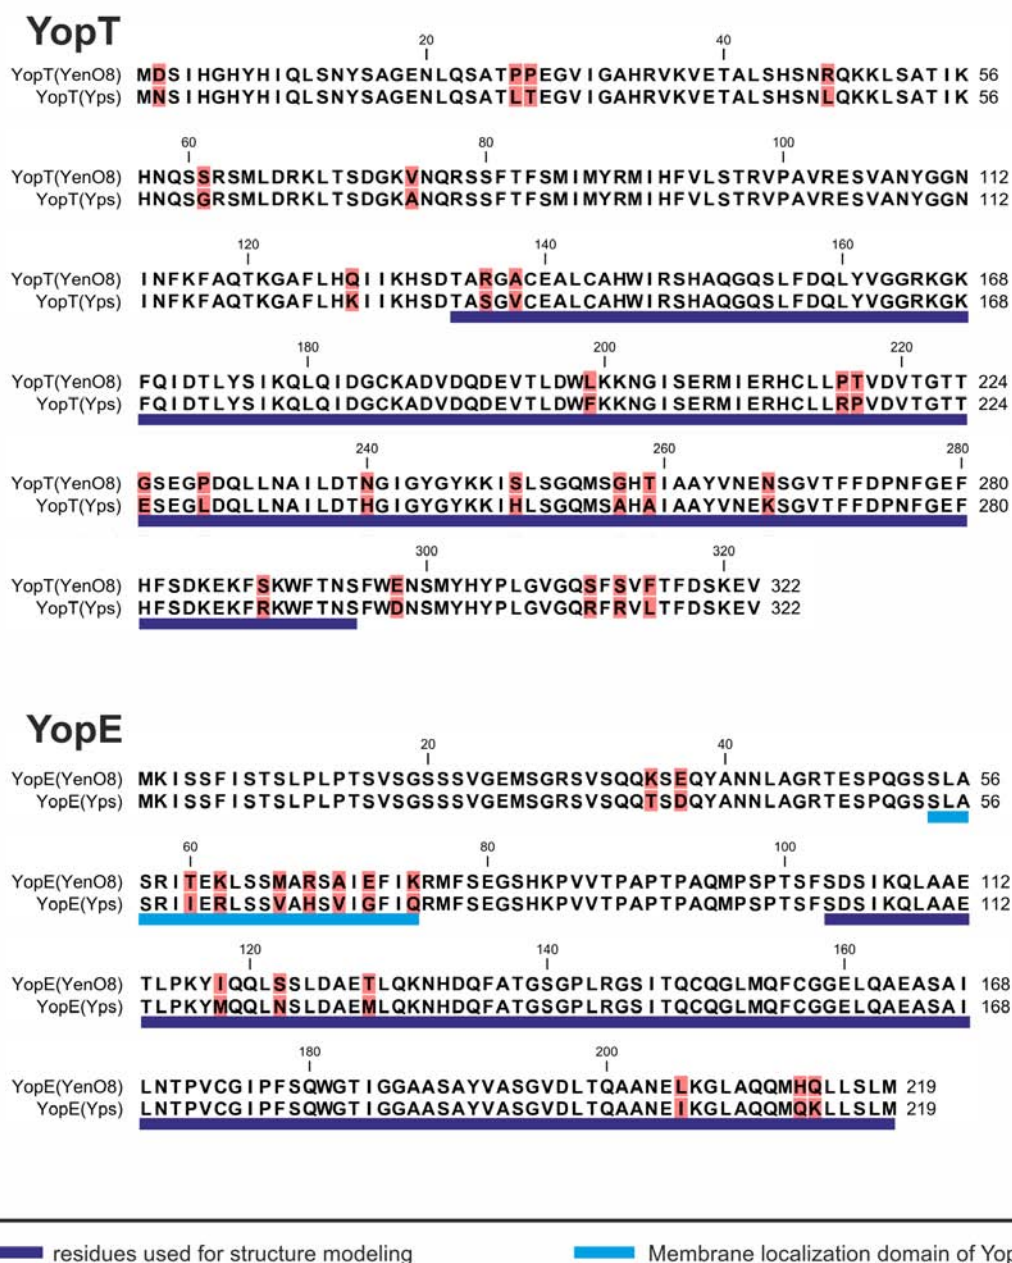 YopT
20 40
YopT(YenO8) MDSIHGHYHIQLSNYSAGENLQSATPPEGVIGAHRVKVETALSHSNRQKKLSATIK 56
YopT(Yps) MNSIHGHYHIQLSNYSAGENLQSATLTEGVIGAHRVKVETALSHSNLQKKLSATIK 56
60 80 100
YopT(YenO8) HNQSSSRSMLDRKLTSDGKVNQRSSFTFSMIMYRMIHFVLSTRVPAVRESVANYGGN 112
YopT(Yps) HNQSGRSMLDRKLTSDGKANQRSSFTFSMIMYRMIHFVLSTRVPAVRESVANYGGN 112
120 140 160
YopT(YenO8) INFKFAQTKGAFLHQIIKHSDTARGACEALCAHWIRSHAQGQSLFDQLYVGGRKGK 168
YopT(Yps) INFKFAQTKGAFLHKIIKHSDTASGVCEALCAHWIRSHAQGQSLFDQLYVGGRKGK 168
180 200 220
YopT(YenO8) FQIDTLYSIKQLQIDGCKADVDQDEVTLDWLKKNGISERMIERHCLLPTVDVTGTT 224
YopT(Yps) FQIDTLYSIKQLQIDGCKADVDQDEVTLDWFKKNGISERMIERHCLLRPVDVTGTT 224
240 260 280
YopT(YenO8) GSEGPDQLLNAILDTNGIGYGYKKISLSGQMSGHTIAAYVNENSGVTFFDPNFGEF 280
YopT(Yps) ESEGLDQLLNAILDTHGIGYGYKKIHLSGQMSAHAIAAYVNEKSGVTFFDPNFGEF 280
300 320
YopT(YenO8) HFSDKEKFSKWFTNSFWENSMYHYPLGVGQSFSVFTFDSKEV 322
YopT(Yps) HFSDKEKFRKWFTNSFWDNSMYHYPLGVGQRFRVLTFDSKEV 322
YopE
20 40
YopE(YenO8) MKISSFISTSLPLPTSVSGSSSVGEMSGRSVSQQKSEQYANNLAGRTESPQGSSLA 56
YopE(Yps) MKISSFISTSLPLPTSVSGSSSVGEMSGRSVSQQTSDQYANNLAGRTESPQGSSLA 56
60 80 100
YopE(YenO8) SRITEKLSSMARSAIEFIKRMFSEGSHKPVVTPAPTPAQMPSPTSFSDSIKQLAAE 112
YopE(Yps) SRIIERLSSVAHSVIGFIQRMFSEGSHKPVVTPAPTPAQMPSPTSFSDSIKQLAAE 112
120 140 160
YopE(YenO8) TLPKYIQQLSSLDAETLQKNHDQFATGSGPLRGSITQCQGLMQFCGGELQAEASAI 168
YopE(Yps) TLPKYMQQLNSLDAEMLQKNHDQFATGSGPLRGSITQCQGLMQFCGGELQAEASAI 168
180 200
YopE(YenO8) LNTPVCGIPFSQWGTIGGAASAYVASGVDLTQAANELKGLAQQMHQLLSLM 219
YopE(Yps) LNTPVCGIPFSQWGTIGGAASAYVASGVDLTQAANEIKGLAQQMQKLLSLM 219
residues used for structure modeling Membrane localization domain of Yop